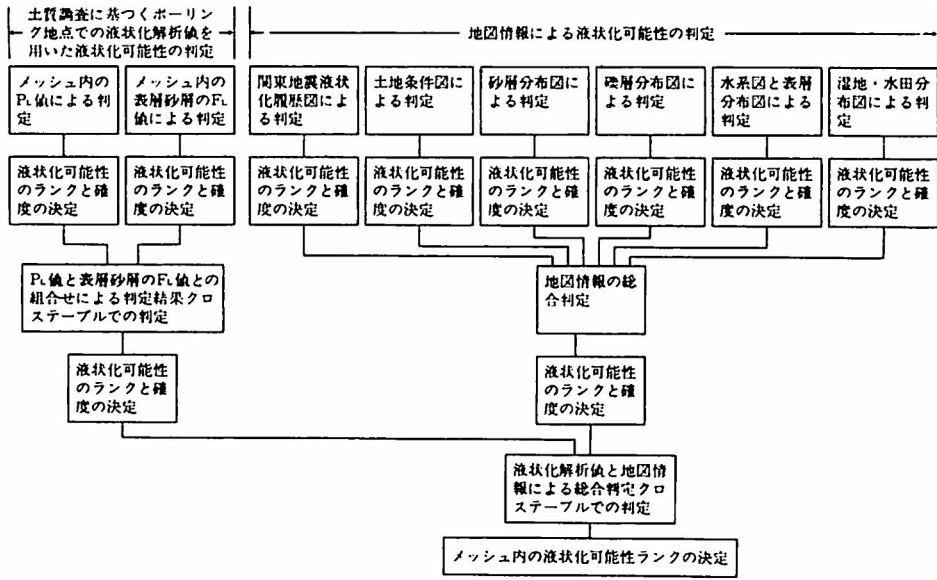 土質調査に基づくボーリン
グ地点での液状化解析値を
用いた液状化可能性の判定
地図情報による液状化可能性の判定
メッシュ内の
PL値による判
定
メッシュ内の
表層砂層のFL
値による判定
関東地震液状
化履歴図によ
る判定
土地条件図に
よる判定
砂層分布図に
よる判定
礫層分布図に
よる判定
水系図と表層
分布図による
判定
湿地・水田分
布図による判
定
液状化可能性
のランクと確
度の決定
液状化可能性
のランクと確
度の決定
液状化可能性
のランクと確
度の決定
液状化可能性
のランクと確
度の決定
液状化可能性
のランクと確
度の決定
液状化可能性
のランクと確
度の決定
液状化可能性
のランクと確
度の決定
液状化可能性
のランクと確
度の決定
PL値と表層砂層のFL値との
組合せによる判定結果クロ
ステーブルでの判定
地図情報の総
合判定
液状化可能性
のランクと確
度の決定
液状化可能性
のランクと確
度の決定
液状化解析値と地図情
報による総合判定クロ
ステーブルでの判定
メッシュ内の液状化可能性ランクの決定